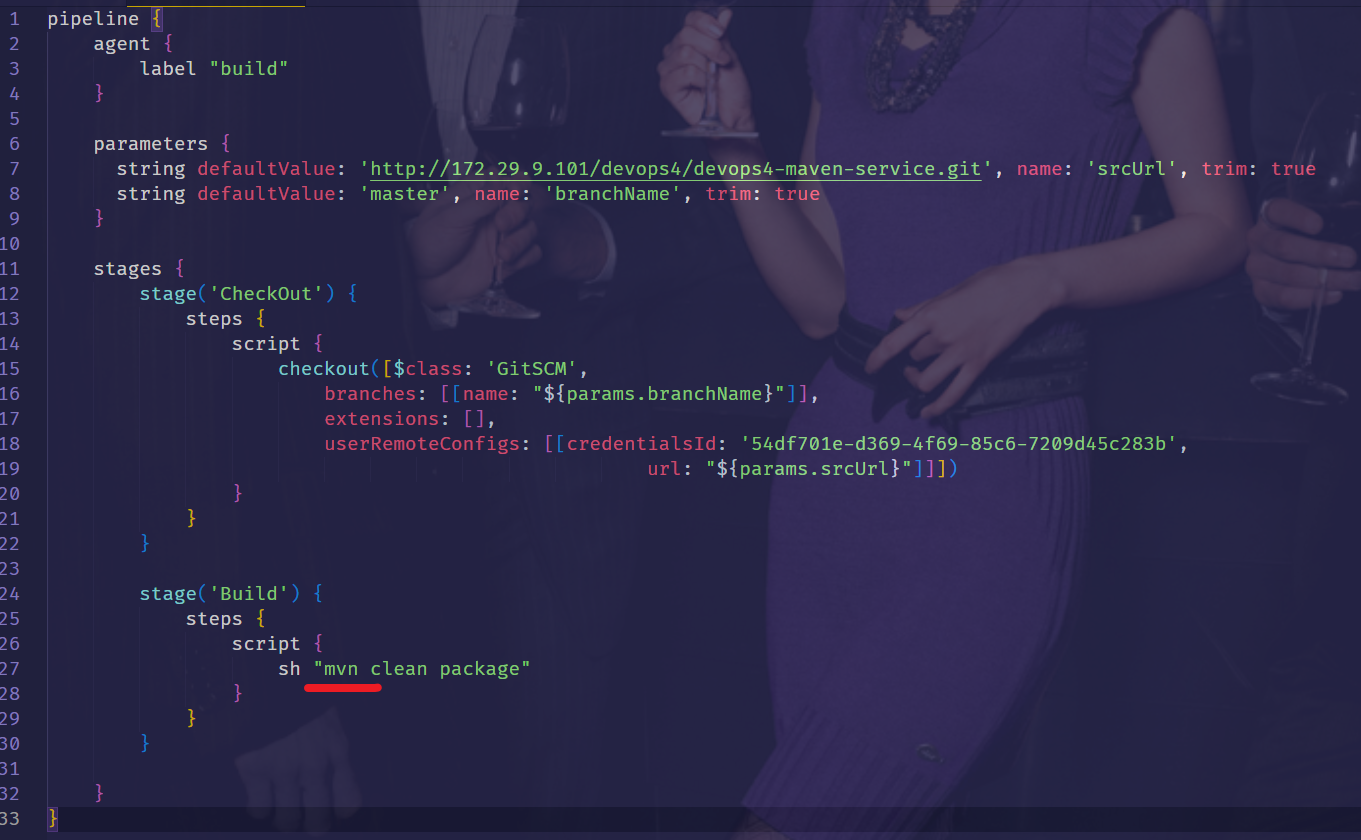 1 pipeline {
2     agent {
3         label "build"
4     }
5
6     parameters {
7       string defaultValue: 'http://172.29.9.101/devops4/devops4-maven-service.git', name: 'srcUrl', trim: true
8       string defaultValue: 'master', name: 'branchName', trim: true
9     }
10
11     stages {
12         stage('CheckOut') {
13             steps {
14                 script {
15                     checkout([$class: 'GitSCM',
16                         branches: [[name: "${params.branchName}"]],
17                         extensions: [],
18                         userRemoteConfigs: [[credentialsId: '54df701e-d369-4f69-85c6-7209d45c283b',
19                                                     url: "${params.srcUrl}"]]])
20                 }
21             }
22         }
23
24         stage('Build') {
25             steps {
26                 script {
27                     sh "mvn clean package"
28                 }
29             }
30         }
31
32     }
33 }